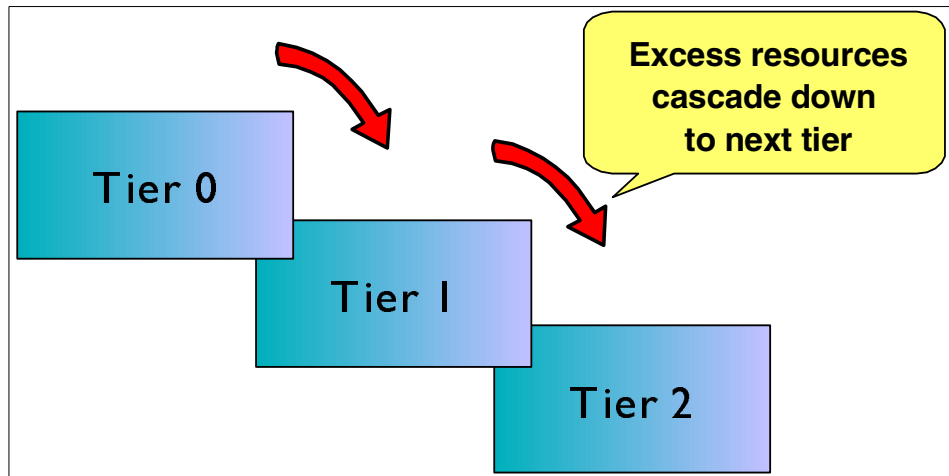 Excess resources
cascade down
to next tier
Tier 0
Tier 1
Tier 2